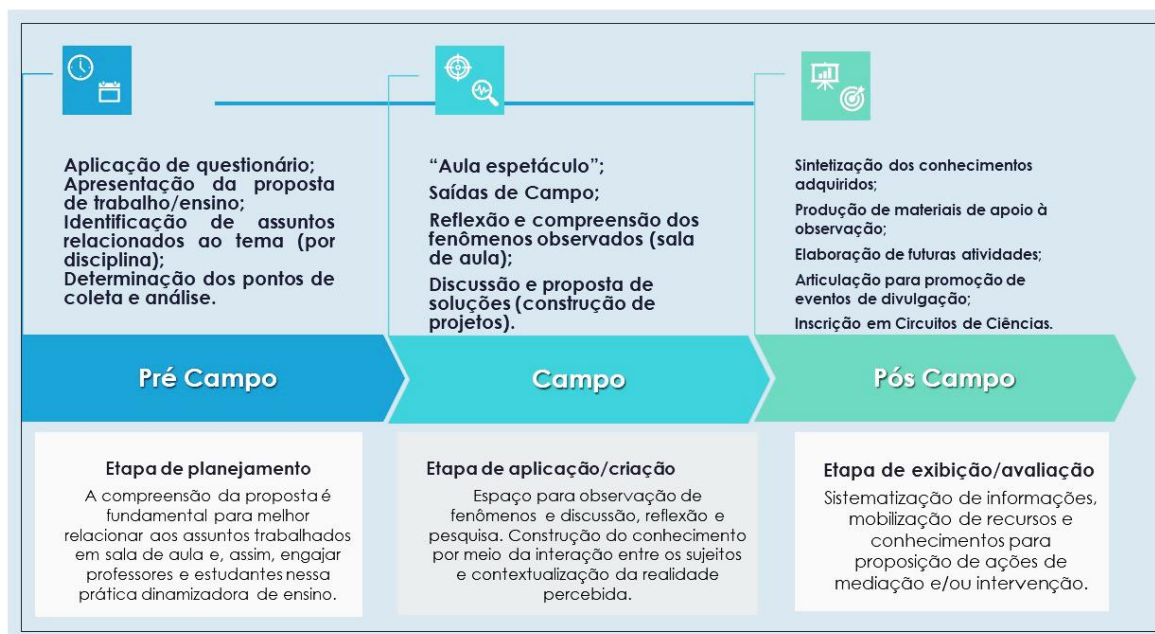 Aplicação de questionário;
Apresentação da proposta
de trabalho/ensino;
Identificação de assuntos
relacionados ao tema (por
disciplina);
Determinação dos pontos de
coleta e análise.
“Aula espetáculo”;
Saídas de Campo;
Reflexão e compreensão dos
fenômenos observados (sala
de aula);
Discussão e proposta de
soluções (construção de
projetos).
Sintetização dos conhecimentos
adquiridos;
Produção de materiais de apoio à
observação;
Elaboração de futuras atividades;
Articulação para promoção de
eventos de divulgação;
Inscrição em Circuitos de Ciências.
Pré Campo
Campo
Pós Campo
Etapa de planejamento
A compreensão da proposta é
fundamental para melhor
relacionar aos assuntos trabalhados
em sala de aula e, assim, engajar
professores e estudantes nessa
prática dinamizadora de ensino.
Etapa de aplicação/criação
Espaço para observação de
fenômenos e discussão, reflexão e
pesquisa. Construção do conhecimento
por meio da interação entre os sujeitos
e contextualização da realidade
percebida.
Etapa de exibição/avaliação
Sistematização de informações,
mobilização de recursos e
conhecimentos para
proposição de ações de
mediação e/ou intervenção.